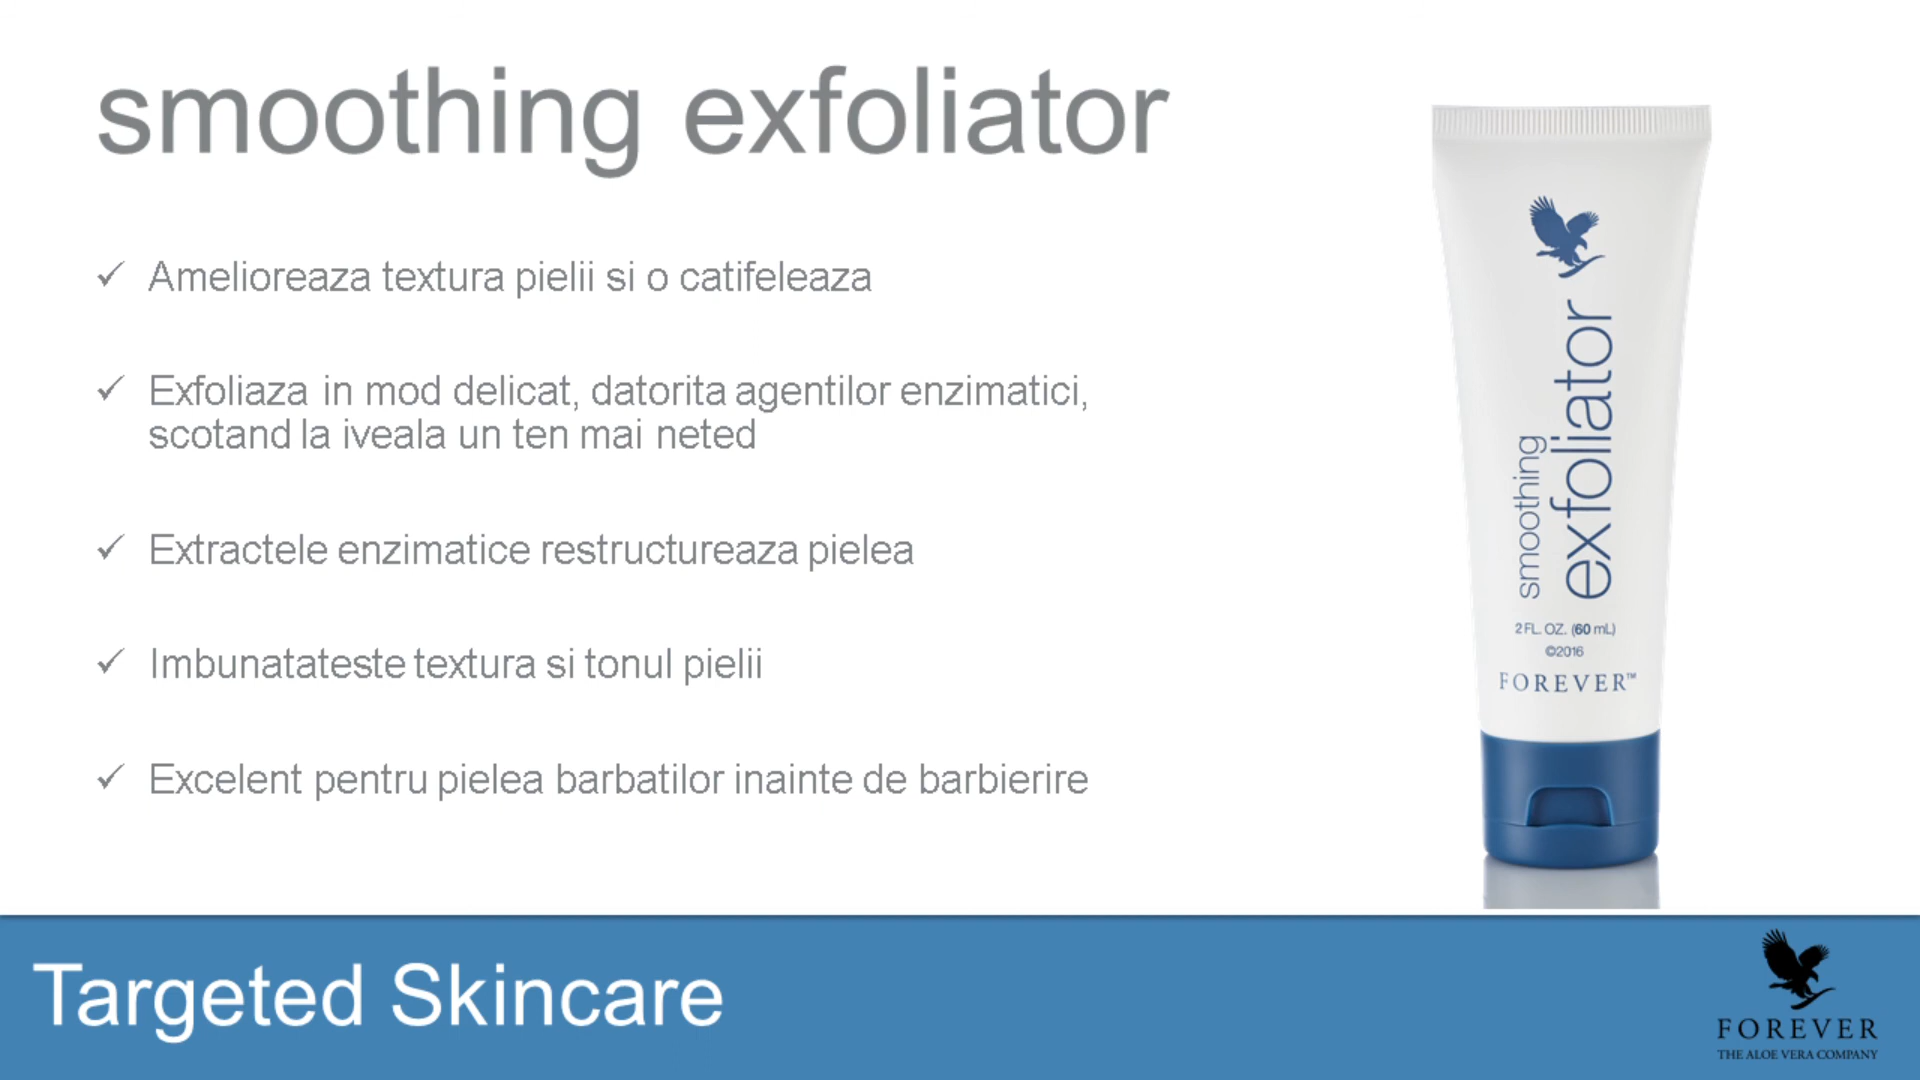 smoothing exfoliator
✓ Amelioreaza textura pielii si o catifeleaza
✓ Exfoliaza in mod delicat, datorita agentilor enzimatici,
scotand la iveala un ten mai neted
✓ Extractele enzimatice restructureaza pielea
✓ Imbunatateste textura si tonul pielii
✓ Excelent pentru pielea barbatilor inainte de barbierire
smoothing
exfoliator
2 FL. OZ. (60 mL)
©2016
FOREVER™
Targeted Skincare
FOREVER
THE ALOE VERA COMPANY